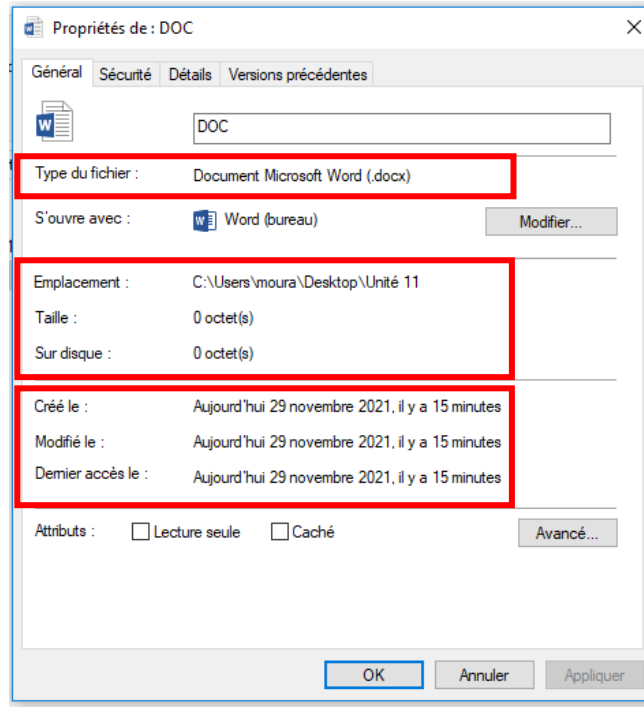 Propriétés de : DOC
Général Sécurité Détails Versions précédentes
DOC
Type du fichier : Document Microsoft Word (.docx)
S'ouvre avec : Word (bureau) Modifier...
Emplacement : C:\Users\moura\Desktop\Unité 11
Taille : 0 octet(s)
Sur disque : 0 octet(s)
Créé le : Aujourd'hui 29 novembre 2021, il y a 15 minutes
Modifié le : Aujourd'hui 29 novembre 2021, il y a 15 minutes
Dernier accès le : Aujourd'hui 29 novembre 2021, il y a 15 minutes
Attributs : Lecture seule Caché Avancé...
OK Annuler Appliquer